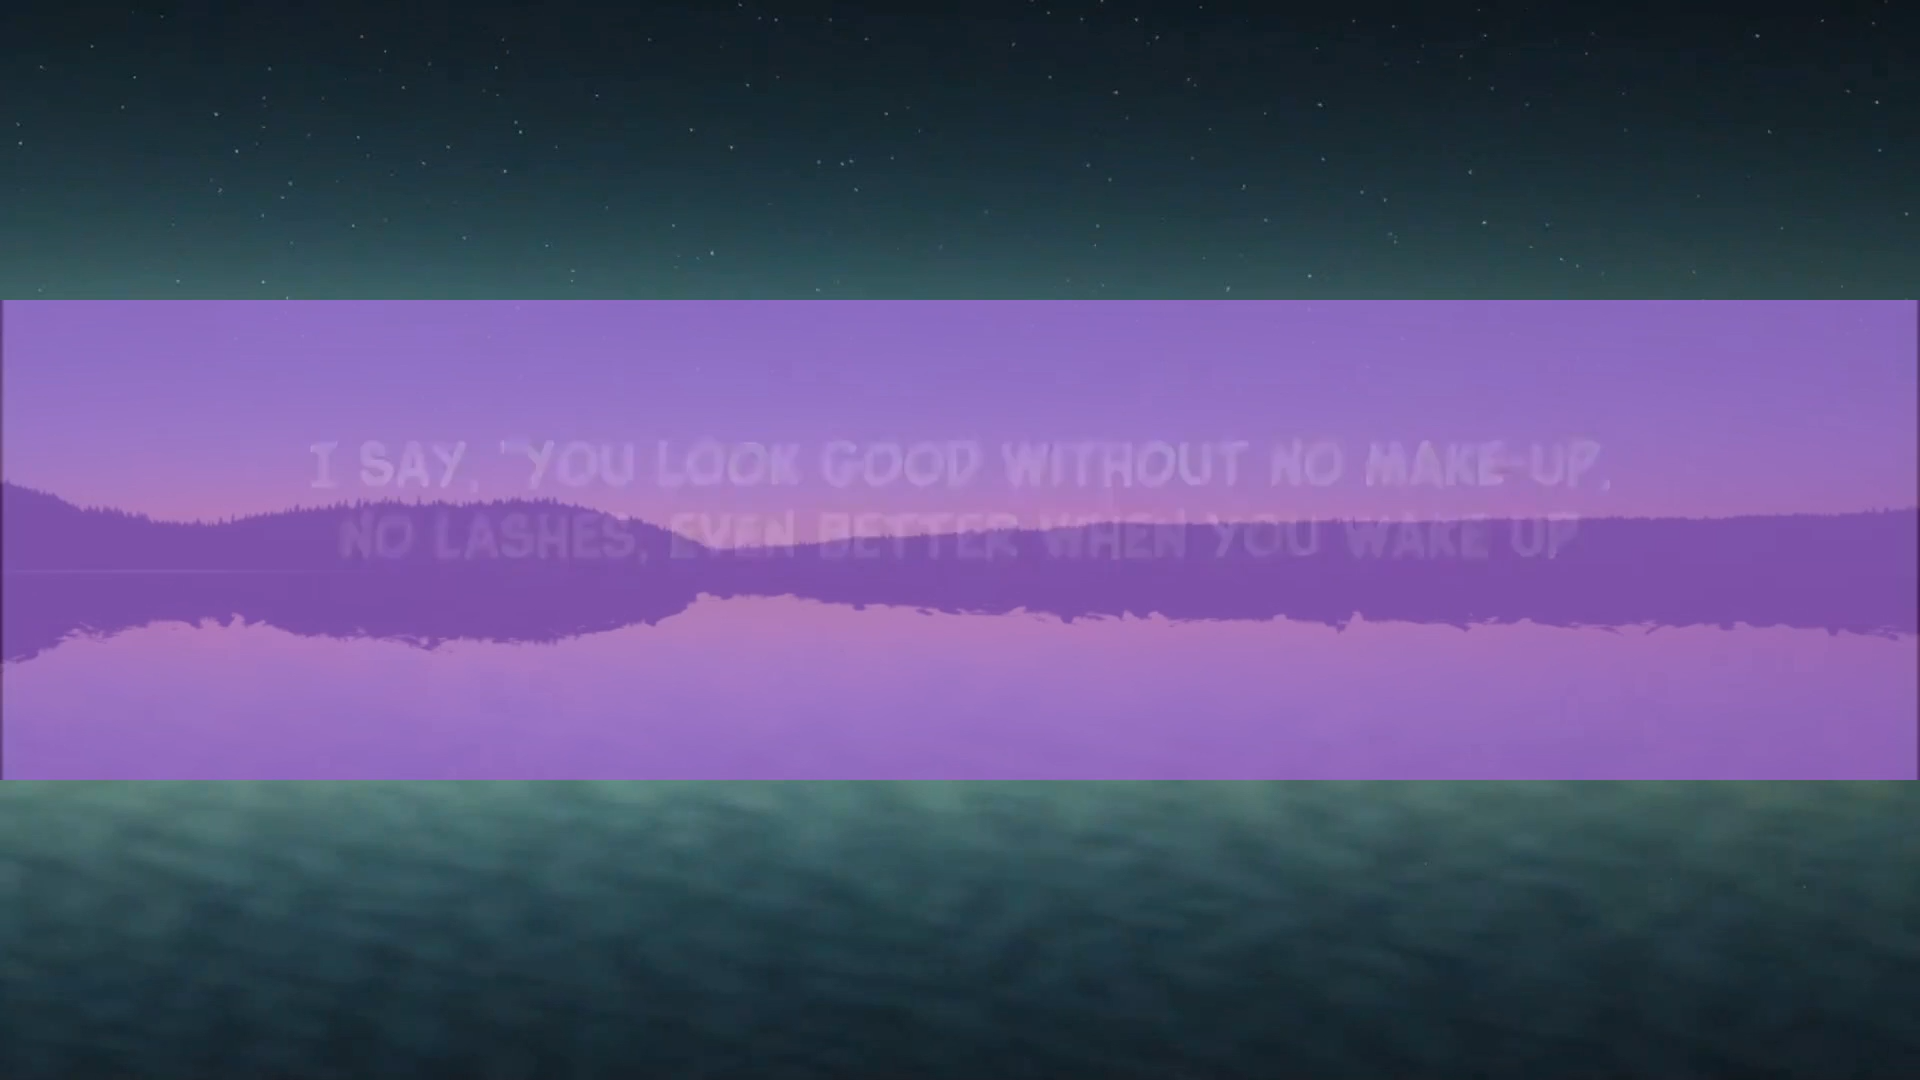 I SAY, "YOU LOOK GOOD WITHOUT NO MAKE-UP,
NO LASHES, EVEN BETTER WHEN YOU WAKE UP